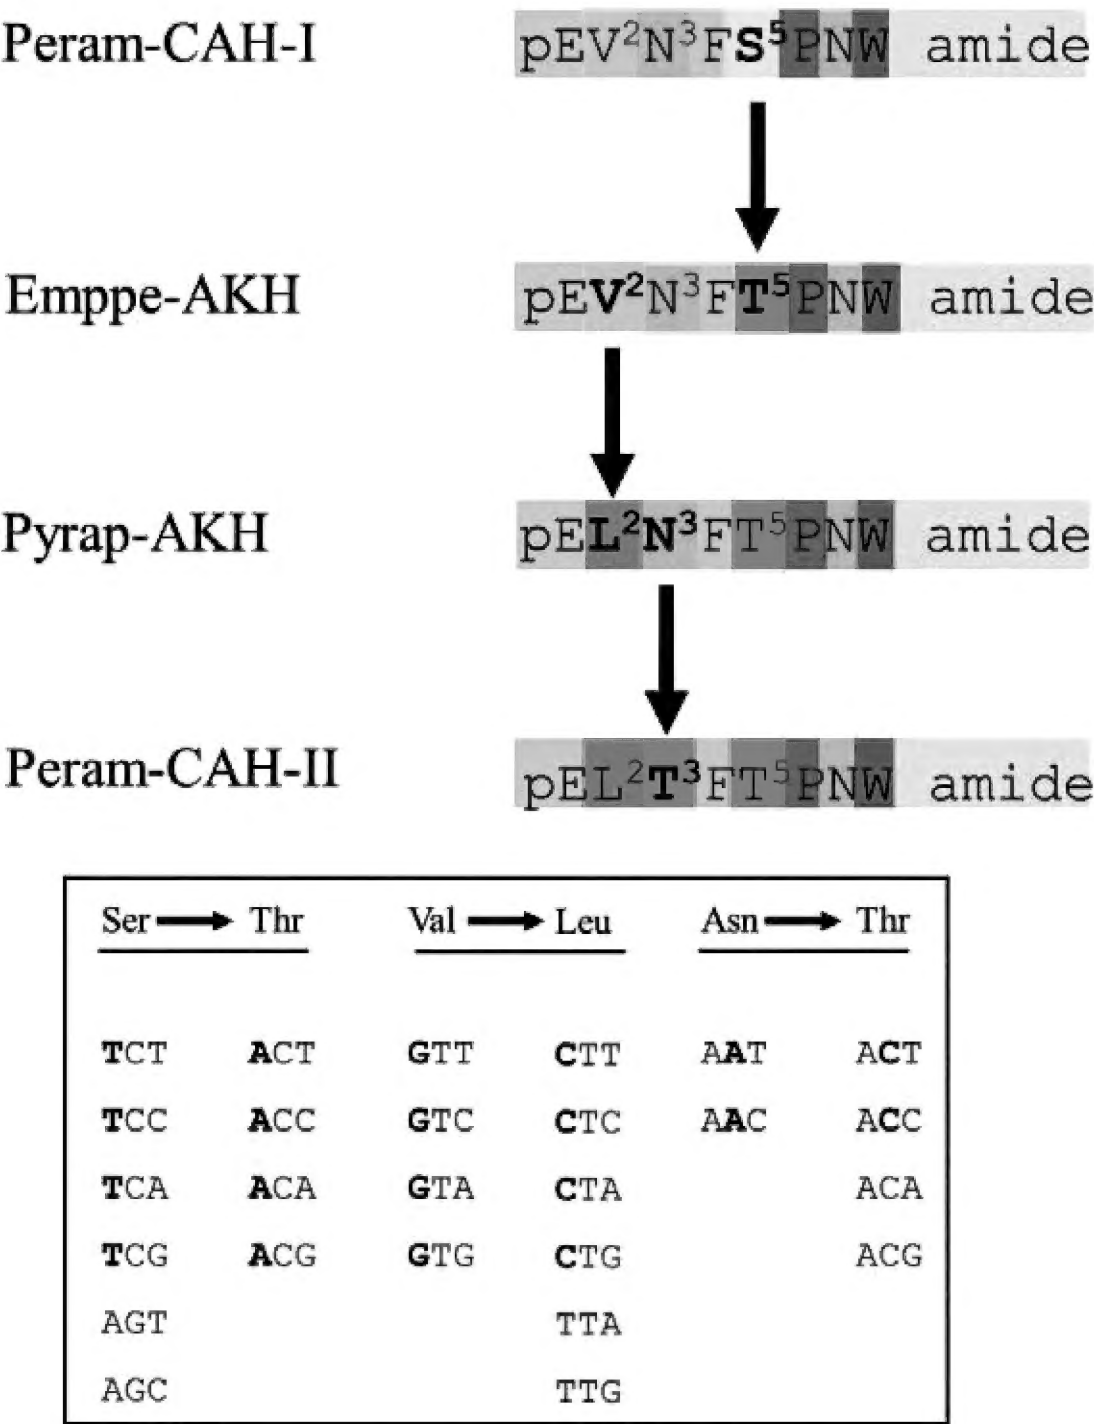 Peram-CAH-I pEV²N³FS⁵PNW amide
Emppe-AKH pEV²N³FT⁵PNW amide
Pyrap-AKH pEL²N³FT⁵PNW amide
Peram-CAH-II pEL²T³FT⁵PNW amide
Ser Thr Val Leu Asn Thr
TCT ACT GTT CTT AAT ACT
TCC ACC GTC CTC AAC ACC
TCA ACA GTA CTA ACA
TCG ACG GTG CTG ACG
AGT TTA
AGC TTG